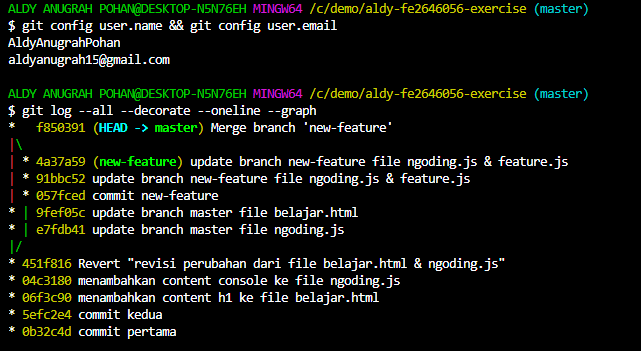 ALDY ANUGRAH POHAN@DESKTOP-N5N76EH MINGW64 /c/demo/aldy-fe2646056-exercise (master)
$ git config user.name && git config user.email
AldyAnugrahPohan
aldyanugrah15@gmail.com

ALDY ANUGRAH POHAN@DESKTOP-N5N76EH MINGW64 /c/demo/aldy-fe2646056-exercise (master)
$ git log --all --decorate --oneline --graph
*   f850391 (HEAD -> master) Merge branch 'new-feature'
|\
| * 4a37a59 (new-feature) update branch new-feature file ngoding.js & feature.js
| * 91bbc52 update branch new-feature file ngoding.js & feature.js
| * 057fced commit new-feature
* | 9fef05c update branch master file belajar.html
* | e7fdb41 update branch master file ngoding.js
|/
* 451f816 Revert "revisi perubahan dari file belajar.html & ngoding.js"
* 04c3180 menambahkan content console ke file ngoding.js
* 06f3c90 menambahkan content h1 ke file belajar.html
* 5efc2e4 commit kedua
* 0b32c4d commit pertama